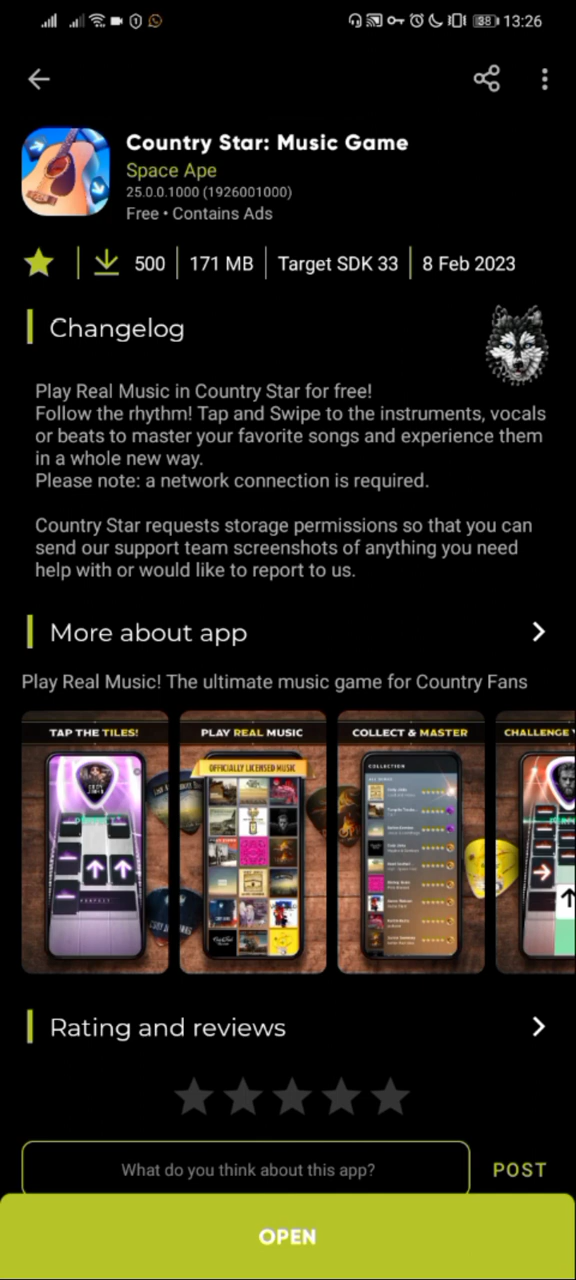 38 13:26
Country Star: Music Game
Space Ape
25.0.0.1000 (1926001000)
Free • Contains Ads
500
171 MB
Target SDK 33
8 Feb 2023
Changelog
Play Real Music in Country Star for free!
Follow the rhythm! Tap and Swipe to the instruments, vocals
or beats to master your favorite songs and experience them
in a whole new way.
Please note: a network connection is required.
Country Star requests storage permissions so that you can
send our support team screenshots of anything you need
help with or would like to report to us.
More about app
Play Real Music! The ultimate music game for Country Fans
TAP THE TILES!
PLAY REAL MUSIC
OFFICIALLY LICENSED MUSIC
COLLECT & MASTER
COLLECTION
CHALLENGE
PERFECT
Rating and reviews
What do you think about this app?
POST
OPEN